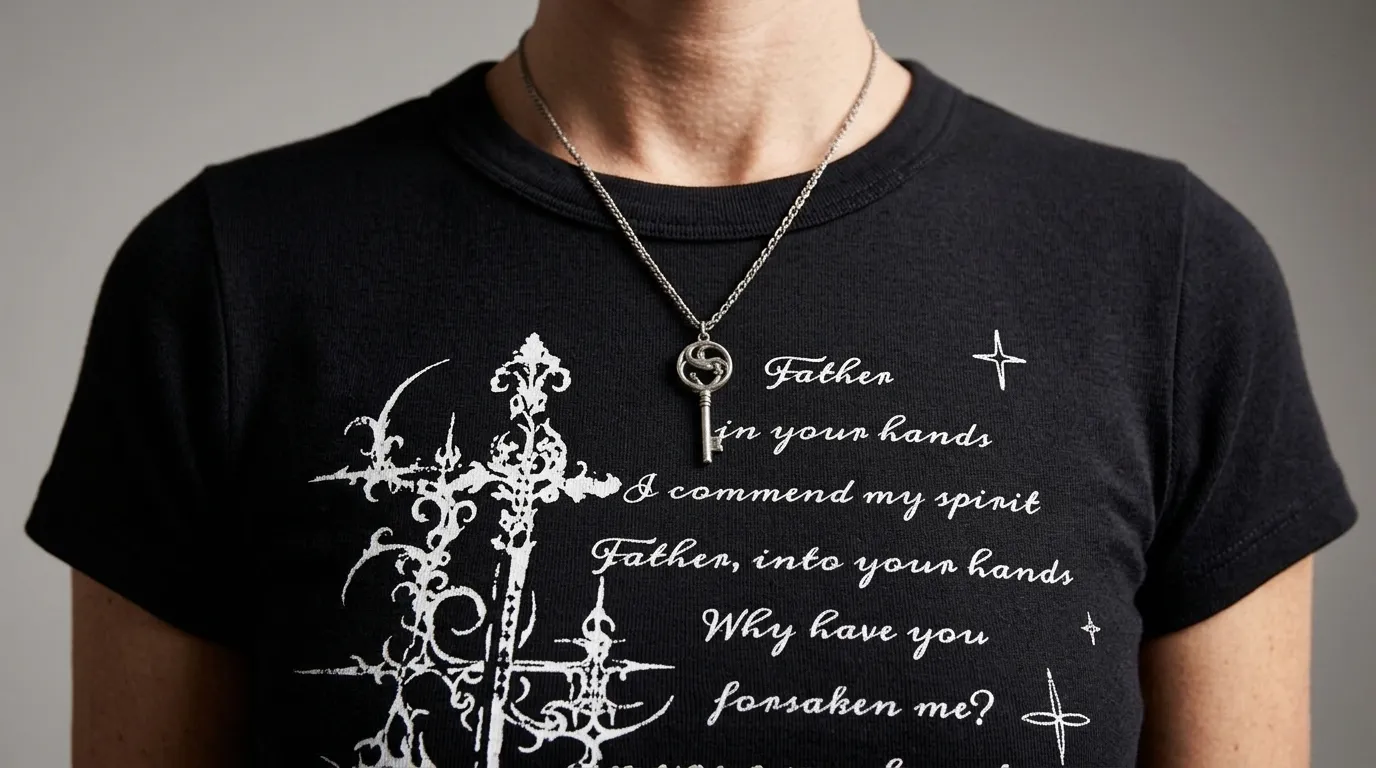 Father
in your hands
I commend my spirit
Father, into your hands
Why have you
forsaken me?